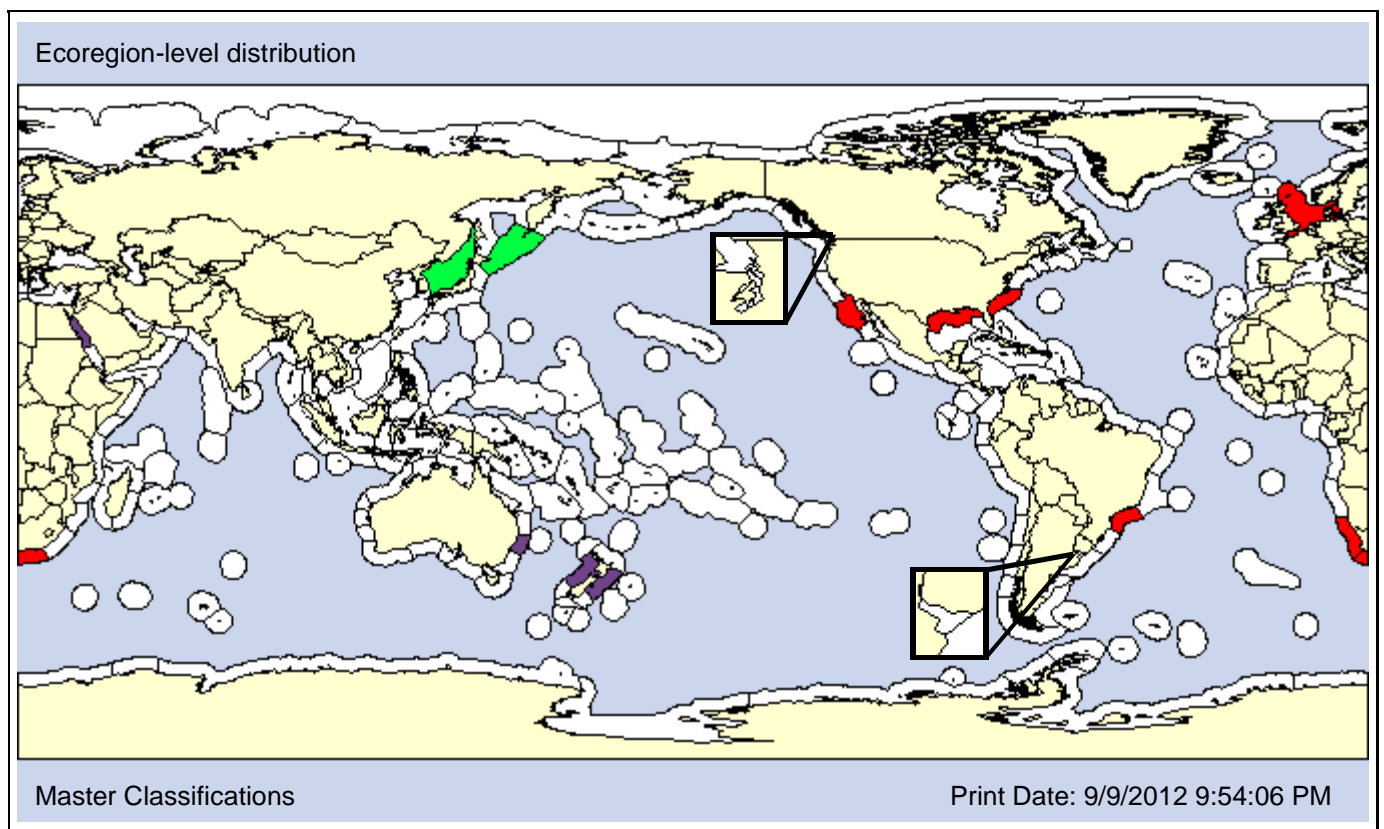 Ecoregion-level distribution
Master Classifications
Print Date: 9/9/2012 9:54:06 PM